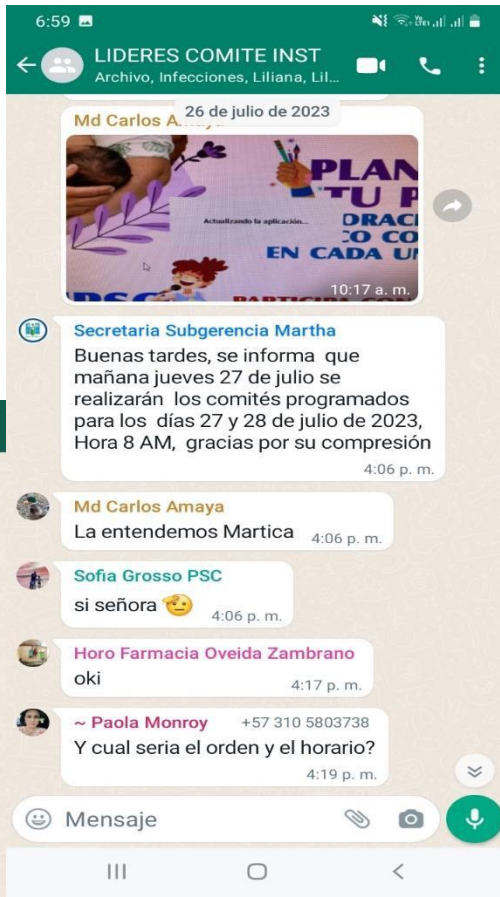 6:59
LIDERES COMITE INST
Archivo, Infecciones, Liliana, Lil...
26 de julio de 2023
Md Carlos A
PLAN
TU P
Actualizando la aplicación...
DRACI
CO CO
EN CADA UN
10:17 a. m.
Secretaria Subgerencia Martha
Buenas tardes, se informa que
mañana jueves 27 de julio se
realizarán los comités programados
para los días 27 y 28 de julio de 2023,
Hora 8 AM, gracias por su compresión
4:06 p. m.
Md Carlos Amaya
La entendemos Martica 4:06 p. m.
Sofia Grosso PSC
si señora 🫡 4:06 p. m.
Horo Farmacia Oveida Zambrano
oki 4:17 p. m.
~ Paola Monroy +57 310 5803738
Y cual seria el orden y el horario?
4:19 p. m.
Mensaje